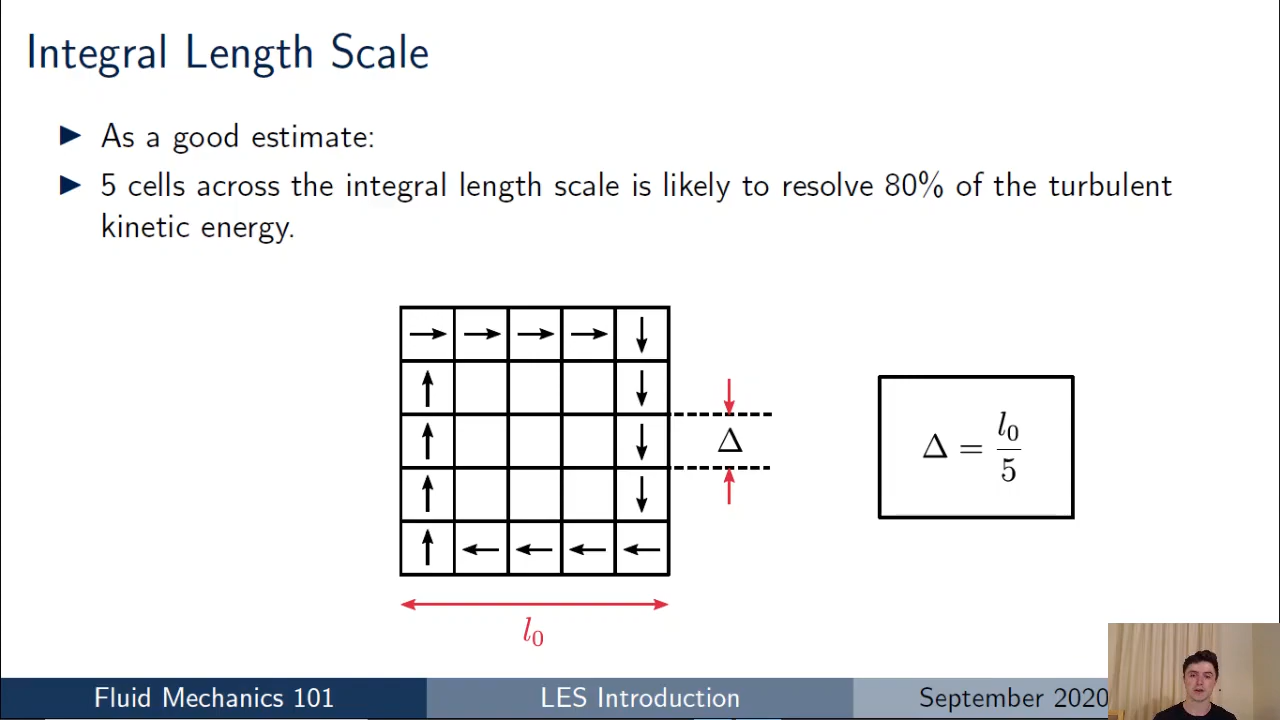 Integral Length Scale
As a good estimate:
5 cells across the integral length scale is likely to resolve 80% of the turbulent
kinetic energy.
Δ
Δ = l₀/5
l₀
Fluid Mechanics 101
LES Introduction
September 2020